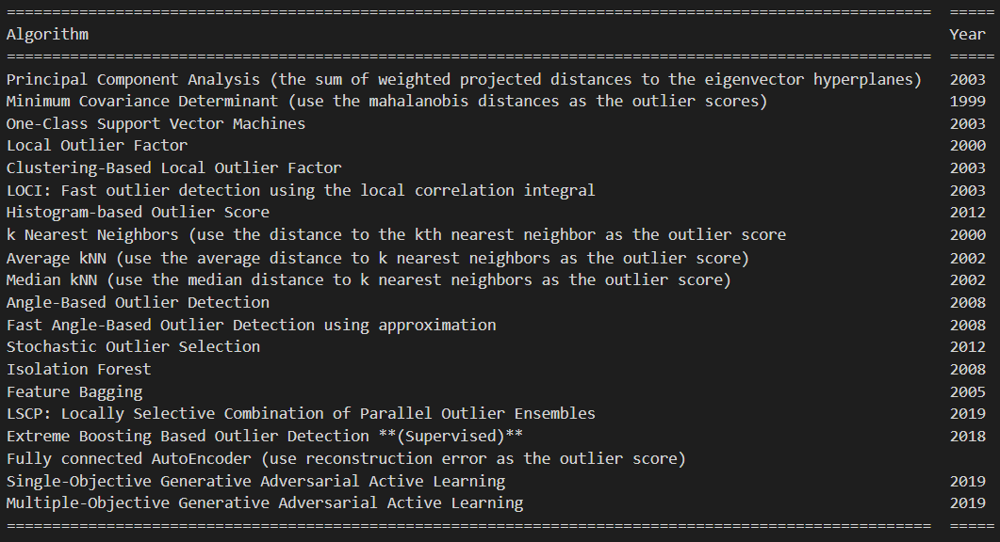 ====================================================================================================== =====
Algorithm Year
====================================================================================================== =====
Principal Component Analysis (the sum of weighted projected distances to the eigenvector hyperplanes) 2003
Minimum Covariance Determinant (use the mahalanobis distances as the outlier scores) 1999
One-Class Support Vector Machines 2003
Local Outlier Factor 2000
Clustering-Based Local Outlier Factor 2003
LOCI: Fast outlier detection using the local correlation integral 2003
Histogram-based Outlier Score 2012
k Nearest Neighbors (use the distance to the kth nearest neighbor as the outlier score 2000
Average kNN (use the average distance to k nearest neighbors as the outlier score) 2002
Median kNN (use the median distance to k nearest neighbors as the outlier score) 2002
Angle-Based Outlier Detection 2008
Fast Angle-Based Outlier Detection using approximation 2008
Stochastic Outlier Selection 2012
Isolation Forest 2008
Feature Bagging 2005
LSCP: Locally Selective Combination of Parallel Outlier Ensembles 2019
Extreme Boosting Based Outlier Detection **(Supervised)** 2018
Fully connected AutoEncoder (use reconstruction error as the outlier score)
Single-Objective Generative Adversarial Active Learning 2019
Multiple-Objective Generative Adversarial Active Learning 2019
====================================================================================================== =====